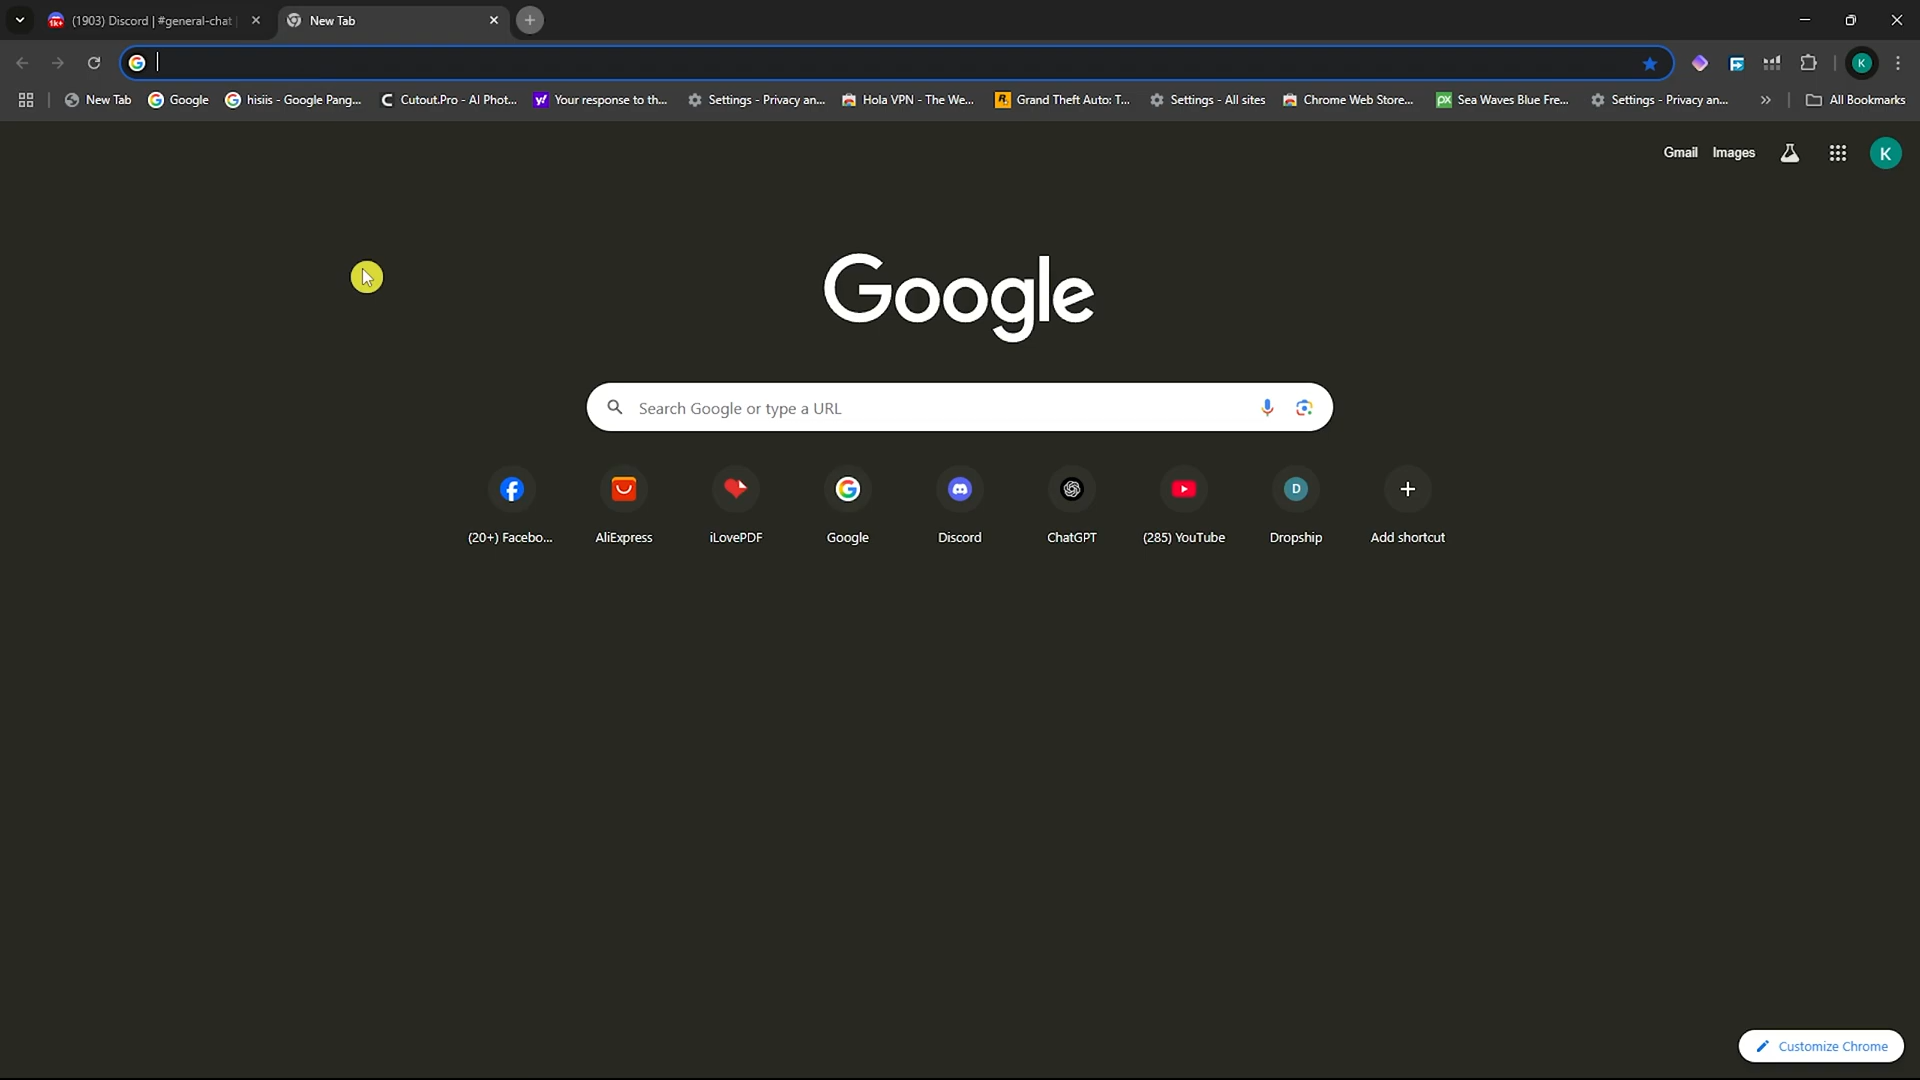 (1903) Discord | #general-chat
New Tab
New Tab
Google
hisiis - Google Pang...
Cutout.Pro - AI Phot...
Your response to th...
Settings - Privacy an...
Hola VPN - The We...
Grand Theft Auto: T...
Settings - All sites
Chrome Web Store...
Sea Waves Blue Fre...
Settings - Privacy an...
All Bookmarks
K
Gmail
Images
K
Google
Search Google or type a URL
(20+) Facebo...
AliExpress
iLovePDF
Google
Discord
ChatGPT
(285) YouTube
D
Dropship
Add shortcut
Customize Chrome